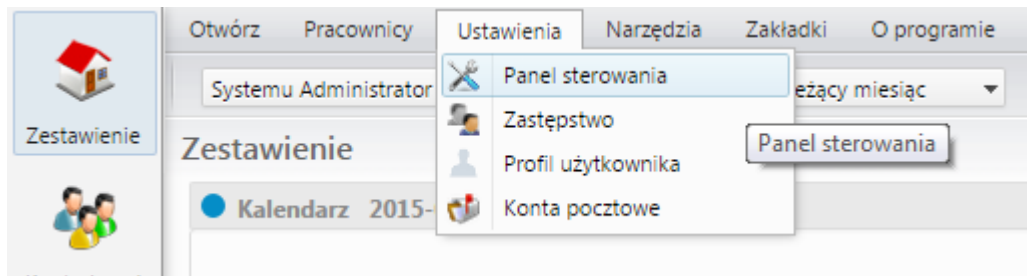 Otwórz Pracownicy Ustawienia Narzędzia Zakładki O programie
Systemu Administrator
miesiąc
Panel sterowania
Zastępstwo
Profil użytkownika
Konta pocztowe
Panel sterowania
Zestawienie
Zestawienie
Kalendarz 2015-